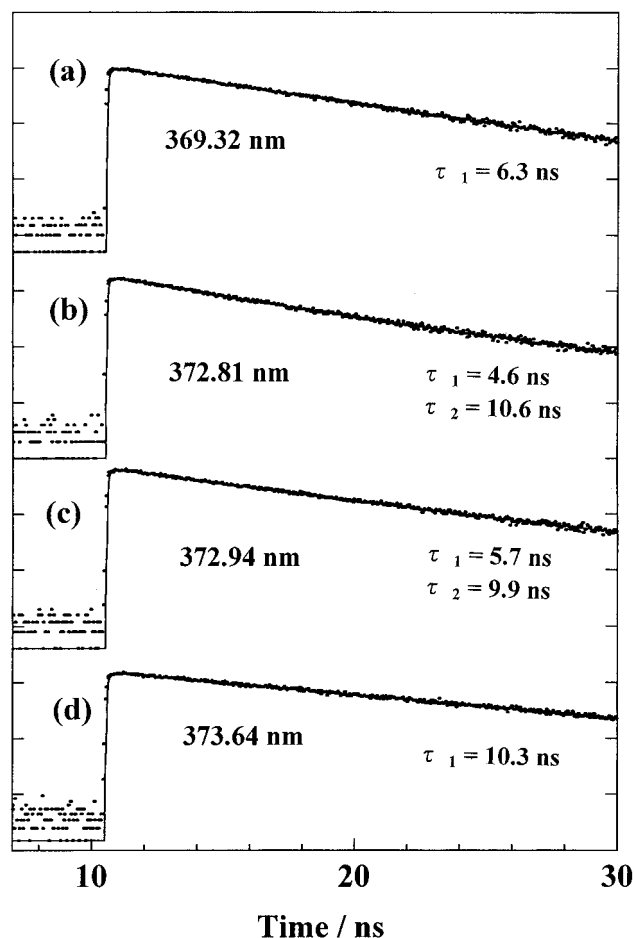 (a)
369.32 nm
τ 1 = 6.3 ns
(b)
372.81 nm
τ 1 = 4.6 ns
τ 2 = 10.6 ns
(c)
372.94 nm
τ 1 = 5.7 ns
τ 2 = 9.9 ns
(d)
373.64 nm
τ 1 = 10.3 ns
10 20 30
Time / ns